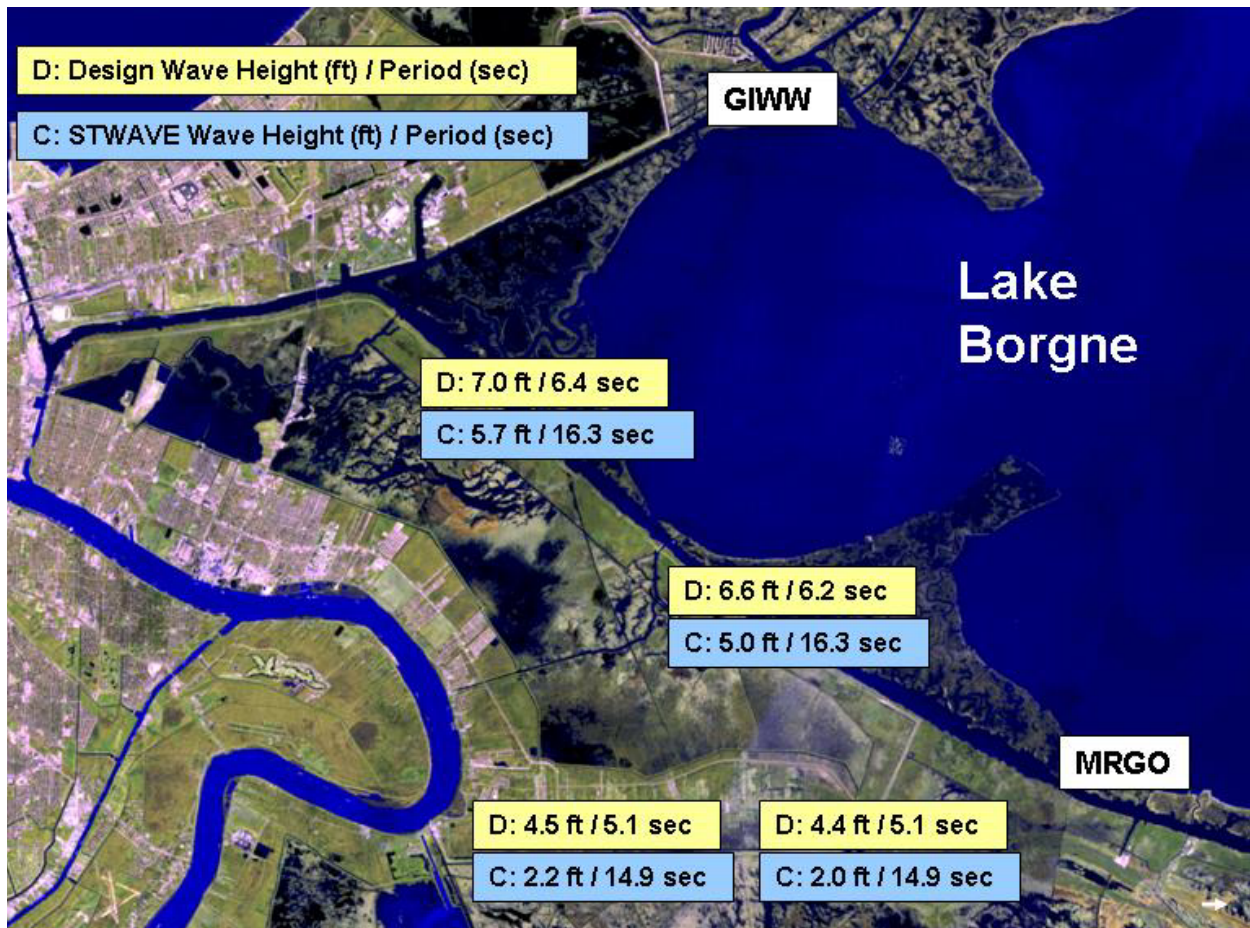 D: Design Wave Height (ft) / Period (sec)
C: STWAVE Wave Height (ft) / Period (sec)
GIWW
Lake
Borgne
D: 7.0 ft / 6.4 sec
C: 5.7 ft / 16.3 sec
D: 6.6 ft / 6.2 sec
C: 5.0 ft / 16.3 sec
MRGO
D: 4.5 ft / 5.1 sec
C: 2.2 ft / 14.9 sec
D: 4.4 ft / 5.1 sec
C: 2.0 ft / 14.9 sec